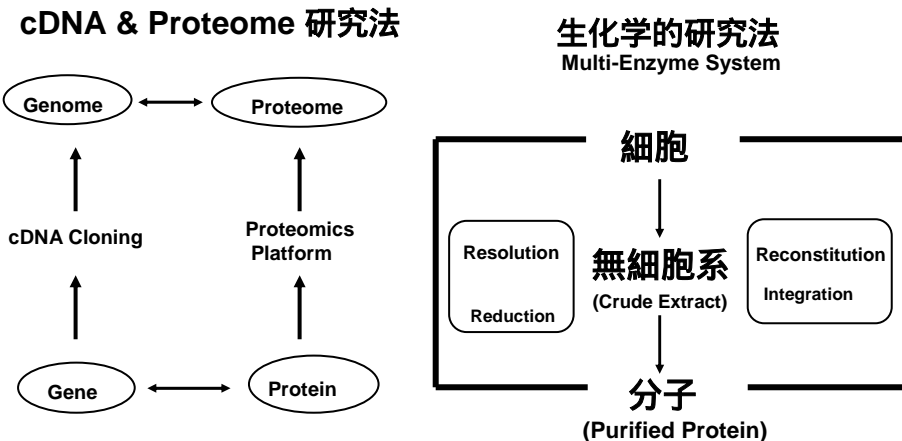 cDNA & Proteome 研究法
Genome
Proteome
cDNA Cloning
Proteomics
Platform
Gene
Protein
生化学的研究法
Multi-Enzyme System
細胞
Resolution
Reduction
無細胞系
(Crude Extract)
Reconstitution
Integration
分子
(Purified Protein)